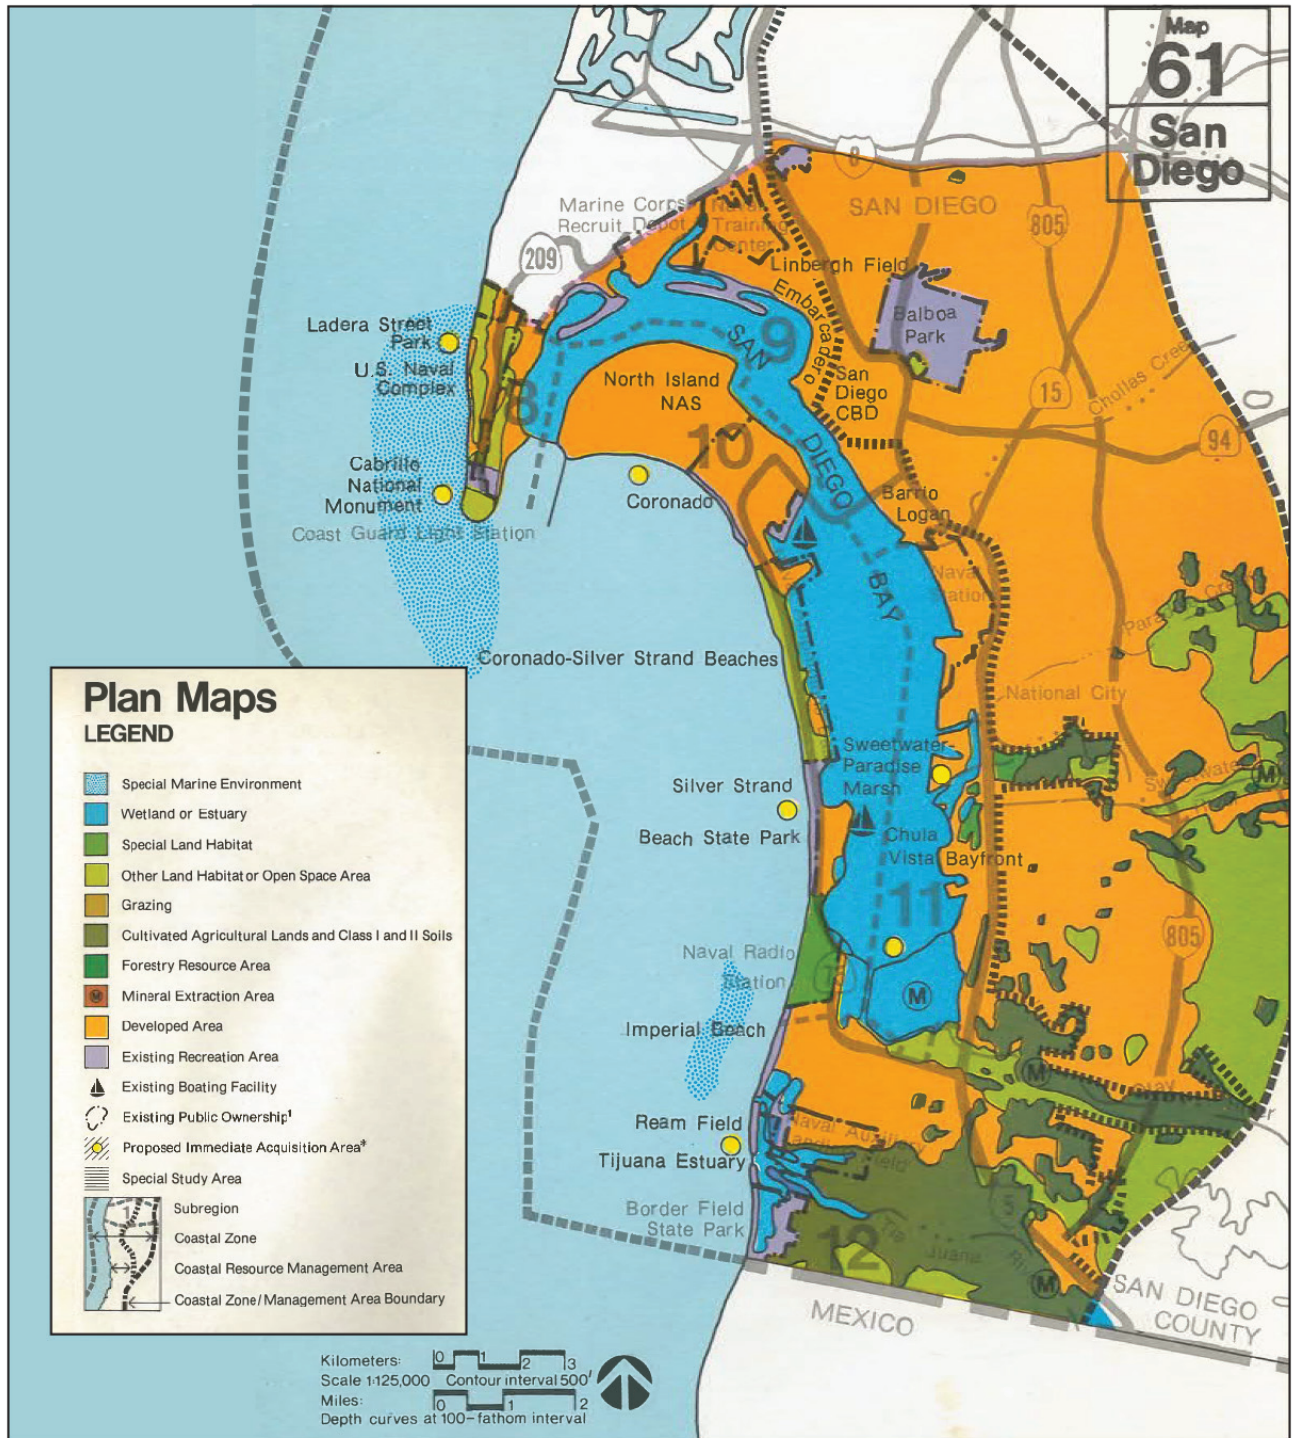 Map
61
San
Diego
8
SAN DIEGO
805
Marine Corps
Recruit Depot
Naval
Training
Center
209
Linbergh Field
Embarcadero
Balboa
Park
Ladera Street
Park
U.S. Naval
Complex
8
9
SAN
DIEGO
BAY
North Island
NAS
San
Diego
CBD
15
Chollas Creek
94
10
Cabrillo
National
Monument
Coronado
Barrio
Logan
Coast Guard Light Station
Naval
Station
Coronado-Silver Strand Beaches
National City
Sweetwater-
Paradise
Marsh
M
Silver Strand
Beach State Park
Chula
Vista Bayfront
11
805
Naval Radio
Station
M
Imperial Beach
M
Ream Field
Tijuana Estuary
Naval Auxiliary
Border Field
State Park
5
12
Tia
Juana
M
SAN DIEGO
COUNTY
MEXICO
Plan Maps
LEGEND
Special Marine Environment
Wetland or Estuary
Special Land Habitat
Other Land Habitat or Open Space Area
Grazing
Cultivated Agricultural Lands and Class I and II Soils
Forestry Resource Area
M Mineral Extraction Area
Developed Area
Existing Recreation Area
Existing Boating Facility
Existing Public Ownership¹
Proposed Immediate Acquisition Area*
Special Study Area
1 Subregion
Coastal Zone
Coastal Resource Management Area
Coastal Zone/Management Area Boundary
Kilometers: 0 1 2 3
Scale 1:125,000 Contour interval 500'
Miles: 0 1 2
Depth curves at 100-fathom interval